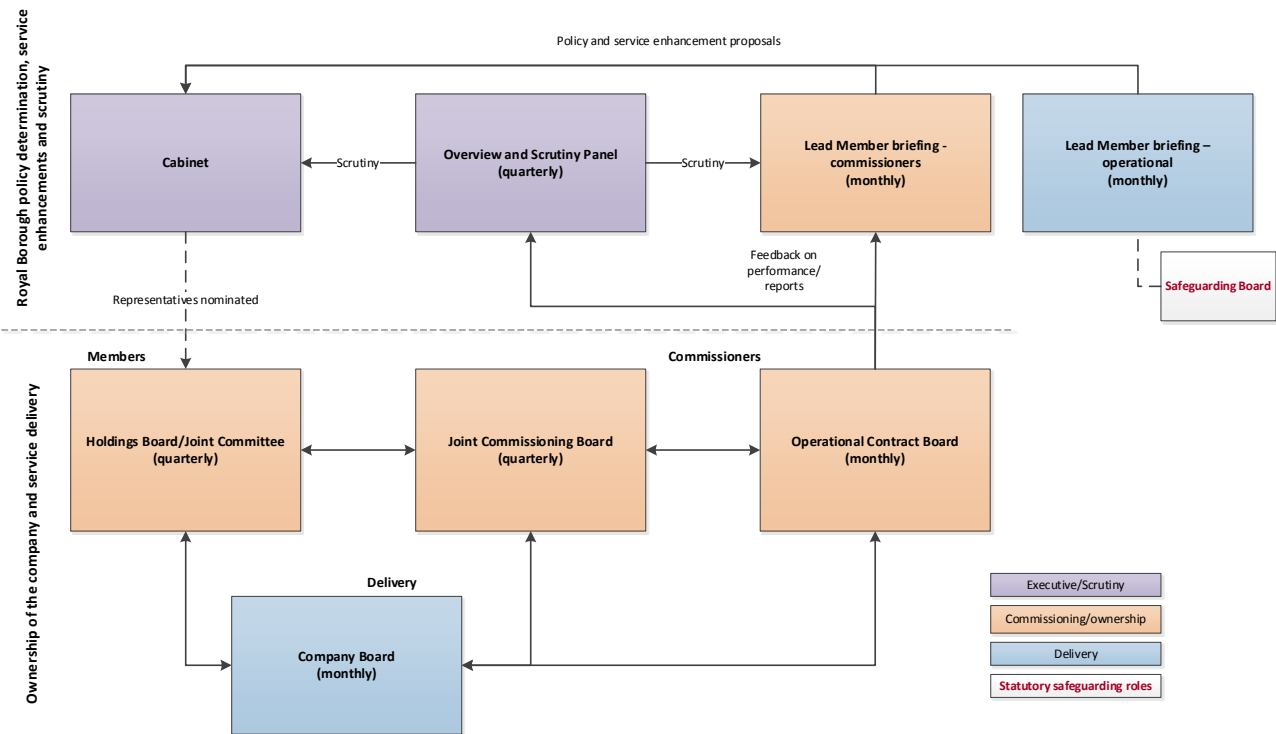 Royal Borough policy determination, service
enhancements and scrutiny
Policy and service enhancement proposals
Cabinet
Scrutiny
Overview and Scrutiny Panel
(quarterly)
Scrutiny
Lead Member briefing -
commissioners
(monthly)
Lead Member briefing –
operational
(monthly)
Representatives nominated
Feedback on
performance/
reports
Safeguarding Board
Ownership of the company and service delivery
Members
Commissioners
Holdings Board/Joint Committee
(quarterly)
Joint Commissioning Board
(quarterly)
Operational Contract Board
(monthly)
Delivery
Company Board
(monthly)
Executive/Scrutiny
Commissioning/ownership
Delivery
Statutory safeguarding roles